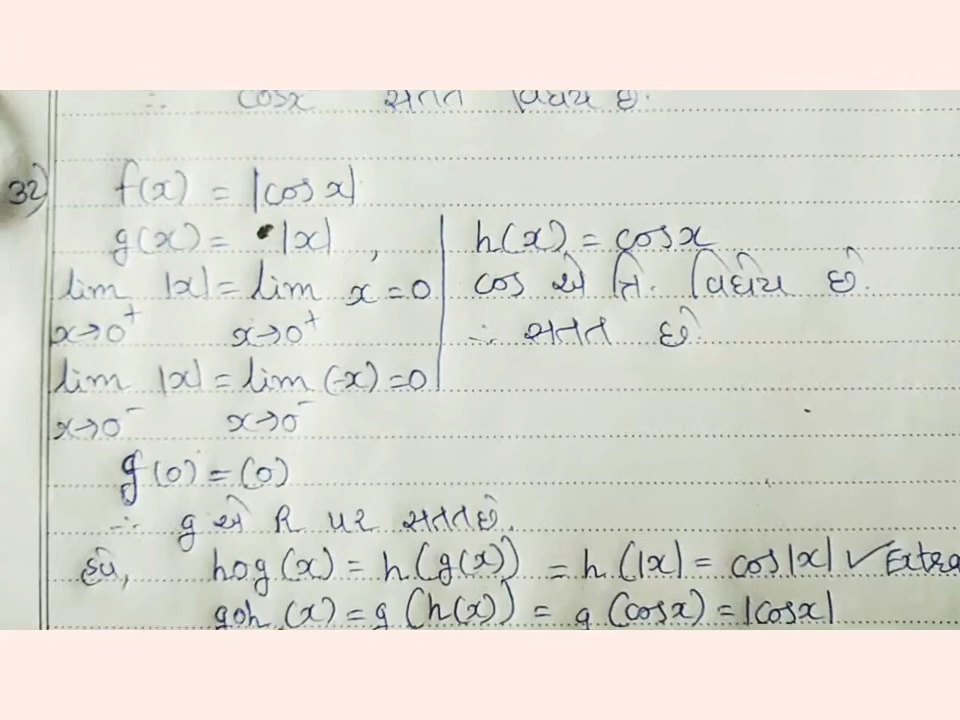 ∴ cosx સતત વિધેય છે.
32) f(x) = |cos x|
g(x) = |x| , h(x) = cosx
lim |x| = lim x = 0 cos એ ત્રિ. વિધેય છે.
x→0⁺ x→0⁺ ∴ સતત છે
lim |x| = lim (-x) = 0
x→0⁻ x→0⁻
g(0) = (0)
∴ g એ R પર સતત છે.
હવે, hog(x) = h(g(x)) = h(|x| = cos|x| ✓ Extra
goh (x) = g (h(x)) = g (cosx) = |cosx|